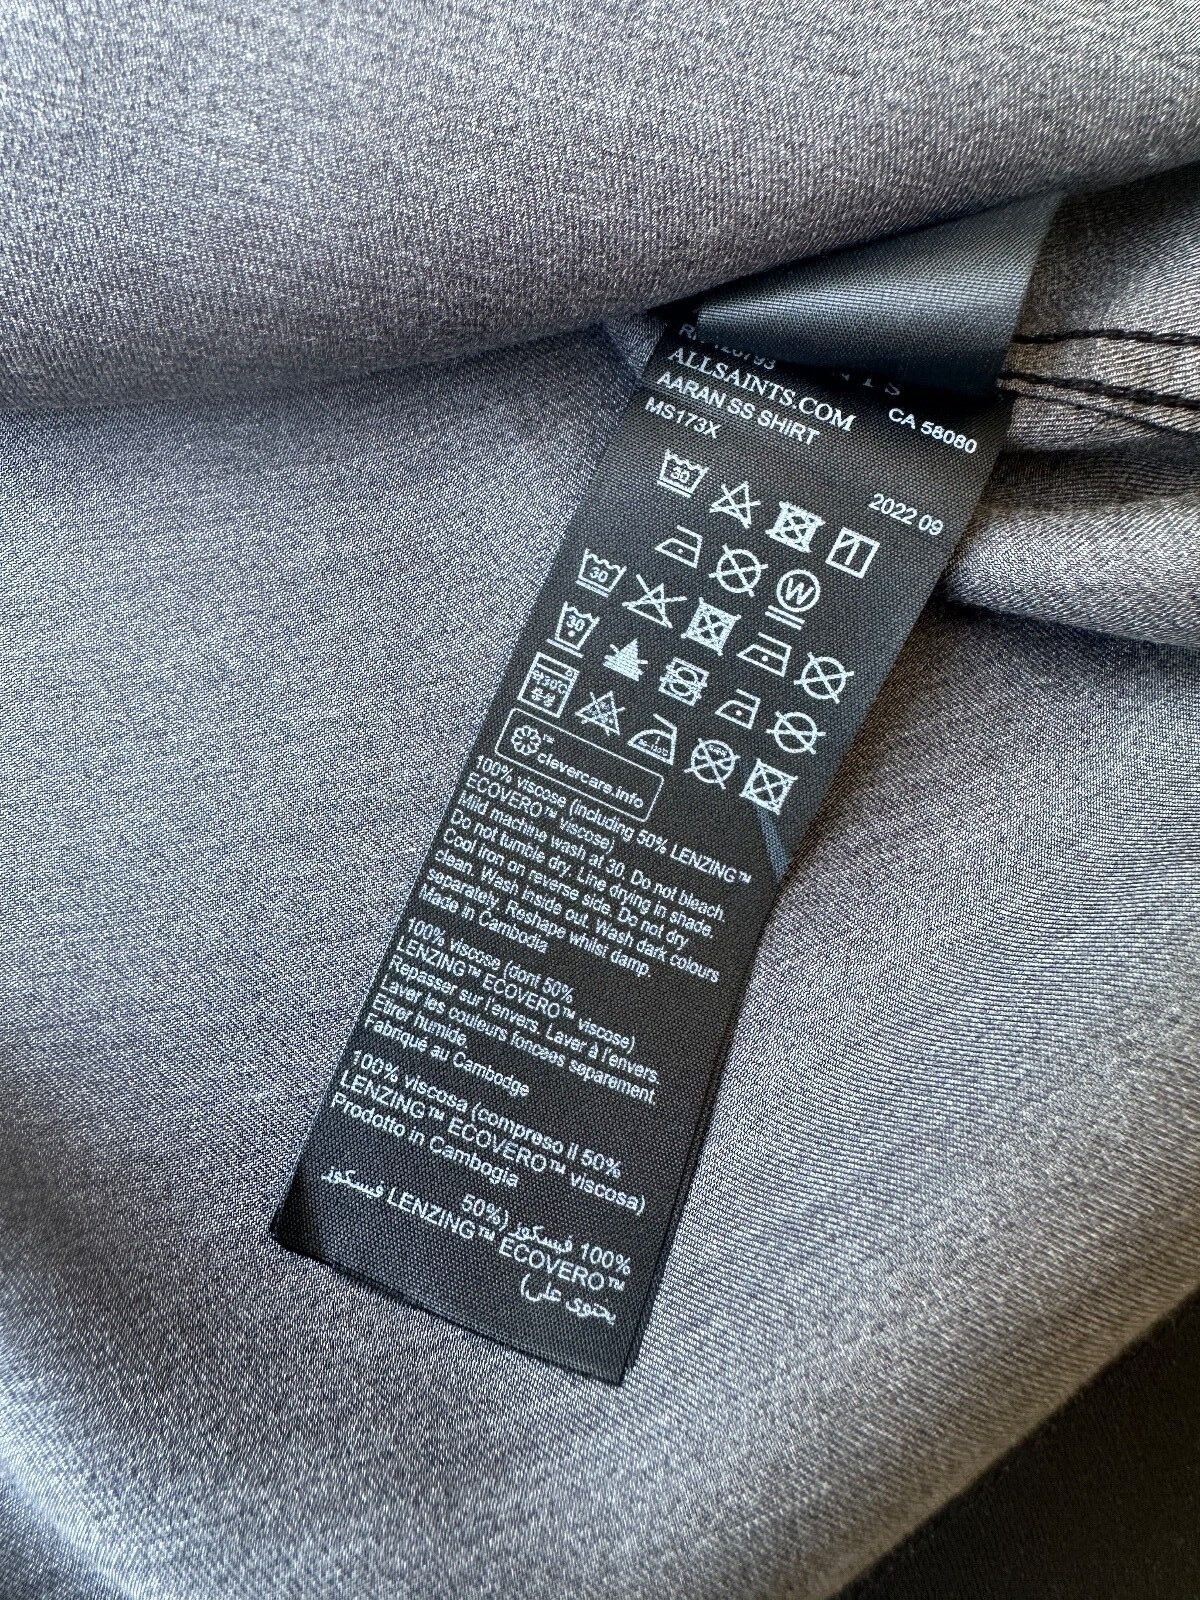 ALLSAINTS.COM
CA 58080
AARAN SS SHIRT
MS173X
2022 09
30
W
30
30
clevercare.info
100% viscose (including 50% LENZING™
ECOVERO™ viscose)
Mild machine wash at 30. Do not bleach.
Do not tumble dry. Line drying in shade.
Cool iron on reverse side. Do not dry
clean. Wash inside out. Wash dark colours
separately. Reshape whilst damp.
Made in Cambodia
100% viscose (dont 50%
LENZING™ ECOVERO™ viscose)
Repasser sur l'envers. Laver à l'envers.
Laver les couleurs foncées séparément.
Etirer humide.
Fabriqué au Cambodge
100% viscosa (compreso il 50%
LENZING™ ECOVERO™ viscosa)
Prodotto in Cambogia
100% فيسكوز (50%
LENZING™ ECOVERO™ فيسكوز
يحتوي على)